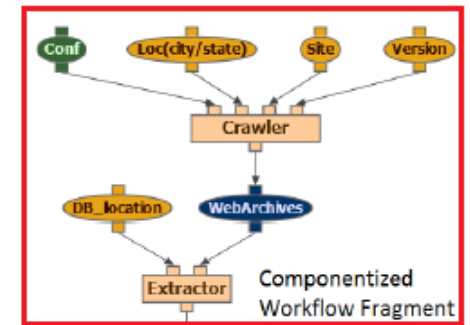 Conf Loc(city/state) Site Version
Crawler
DB_location WebArchives
Extractor
Componentized
Workflow Fragment